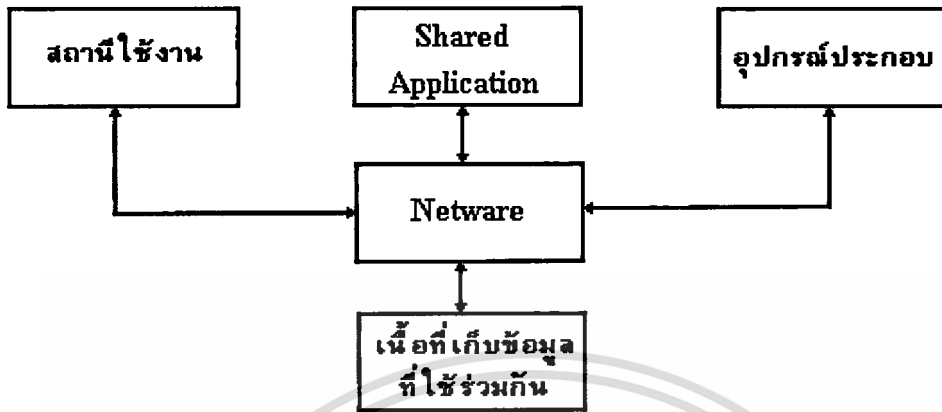 สถานีใช้งาน
Shared
Application
อุปกรณ์ประกอบ
Netware
เนื้อที่เก็บข้อมูล
ที่ใช้ร่วมกัน